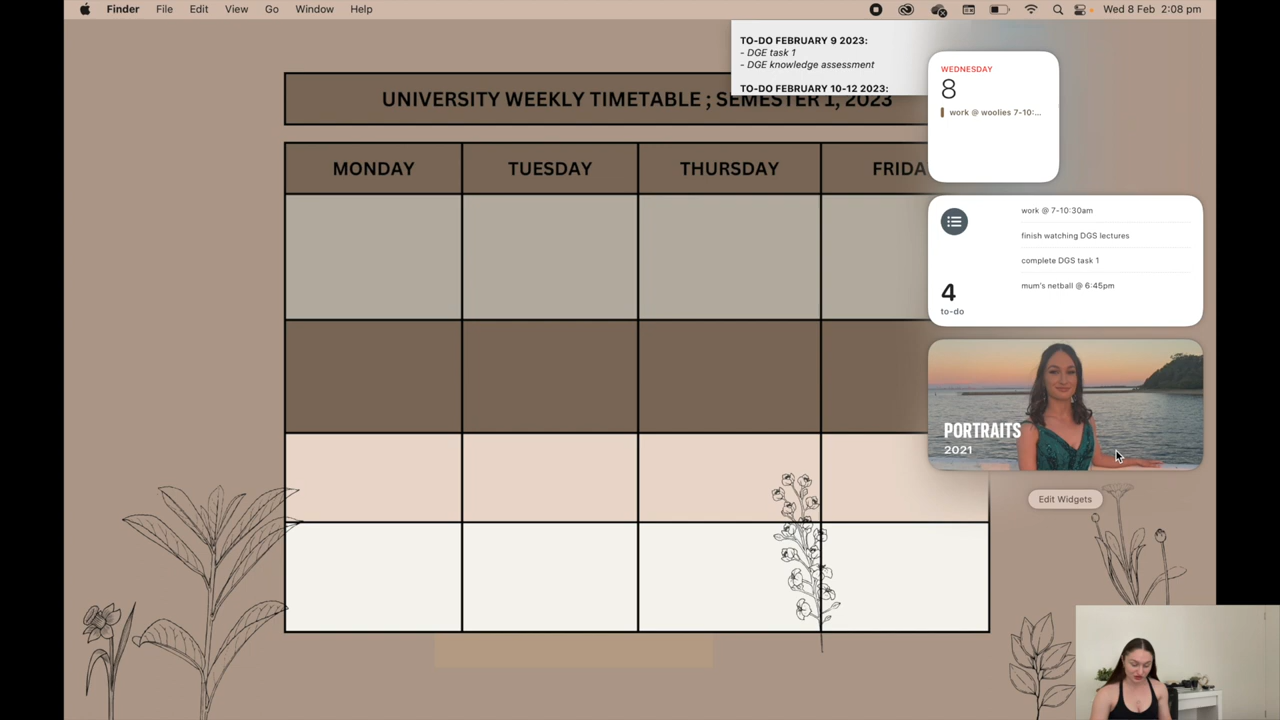 Finder File Edit View Go Window Help
Wed 8 Feb 2:08 pm
TO-DO FEBRUARY 9 2023:
- DGE task 1
- DGE knowledge assessment
TO-DO FEBRUARY 10-12 2023:
UNIVERSITY WEEKLY TIMETABLE ; SEMESTER 1, 2023
MONDAY TUESDAY THURSDAY FRIDA
WEDNESDAY
8
work @ woolies 7-10:...
work @ 7-10:30am
finish watching DGS lectures
complete DGS task 1
mum's netball @ 6:45pm
4
to-do
PORTRAITS
2021
Edit Widgets